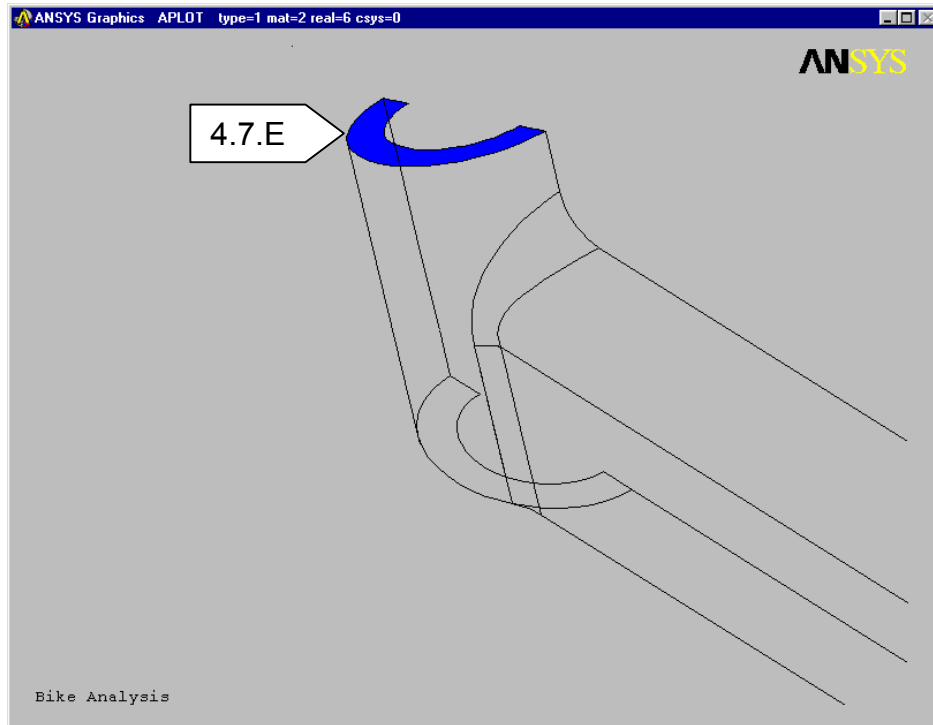 ANSYS Graphics APLOT type=1 mat=2 real=6 csys=0
ANSYS
4.7.E
Bike Analysis